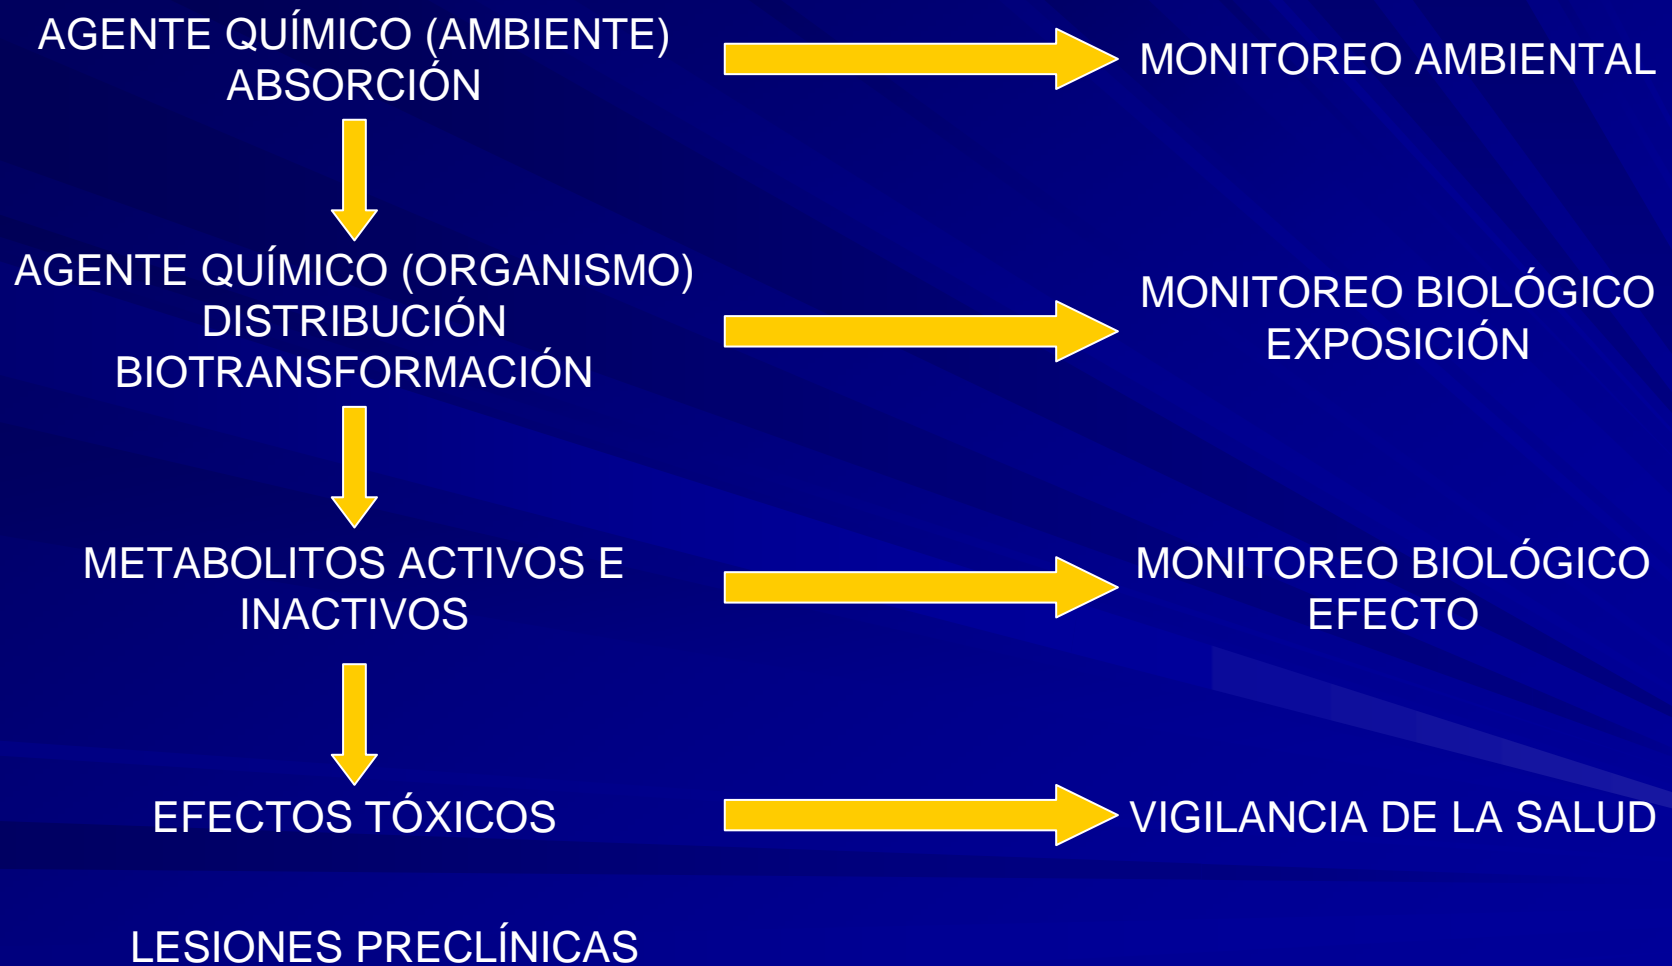 AGENTE QUÍMICO (AMBIENTE)
ABSORCIÓN
MONITOREO AMBIENTAL
AGENTE QUÍMICO (ORGANISMO)
DISTRIBUCIÓN
BIOTRANSFORMACIÓN
MONITOREO BIOLÓGICO
EXPOSICIÓN
METABOLITOS ACTIVOS E
INACTIVOS
MONITOREO BIOLÓGICO
EFECTO
EFECTOS TÓXICOS
VIGILANCIA DE LA SALUD
LESIONES PRECLÍNICAS